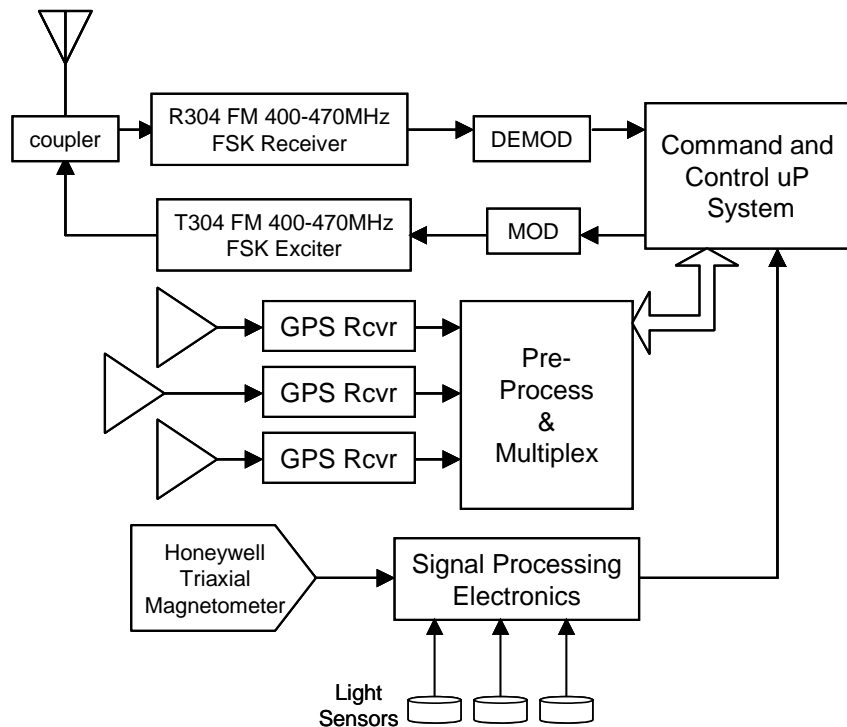 coupler
R304 FM 400-470MHz
FSK Receiver
DEMOD
Command and
Control uP
System
T304 FM 400-470MHz
FSK Exciter
MOD
GPS Rcvr
GPS Rcvr
GPS Rcvr
Pre-
Process
&
Multiplex
Honeywell
Triaxial
Magnetometer
Signal Processing
Electronics
Light
Sensors